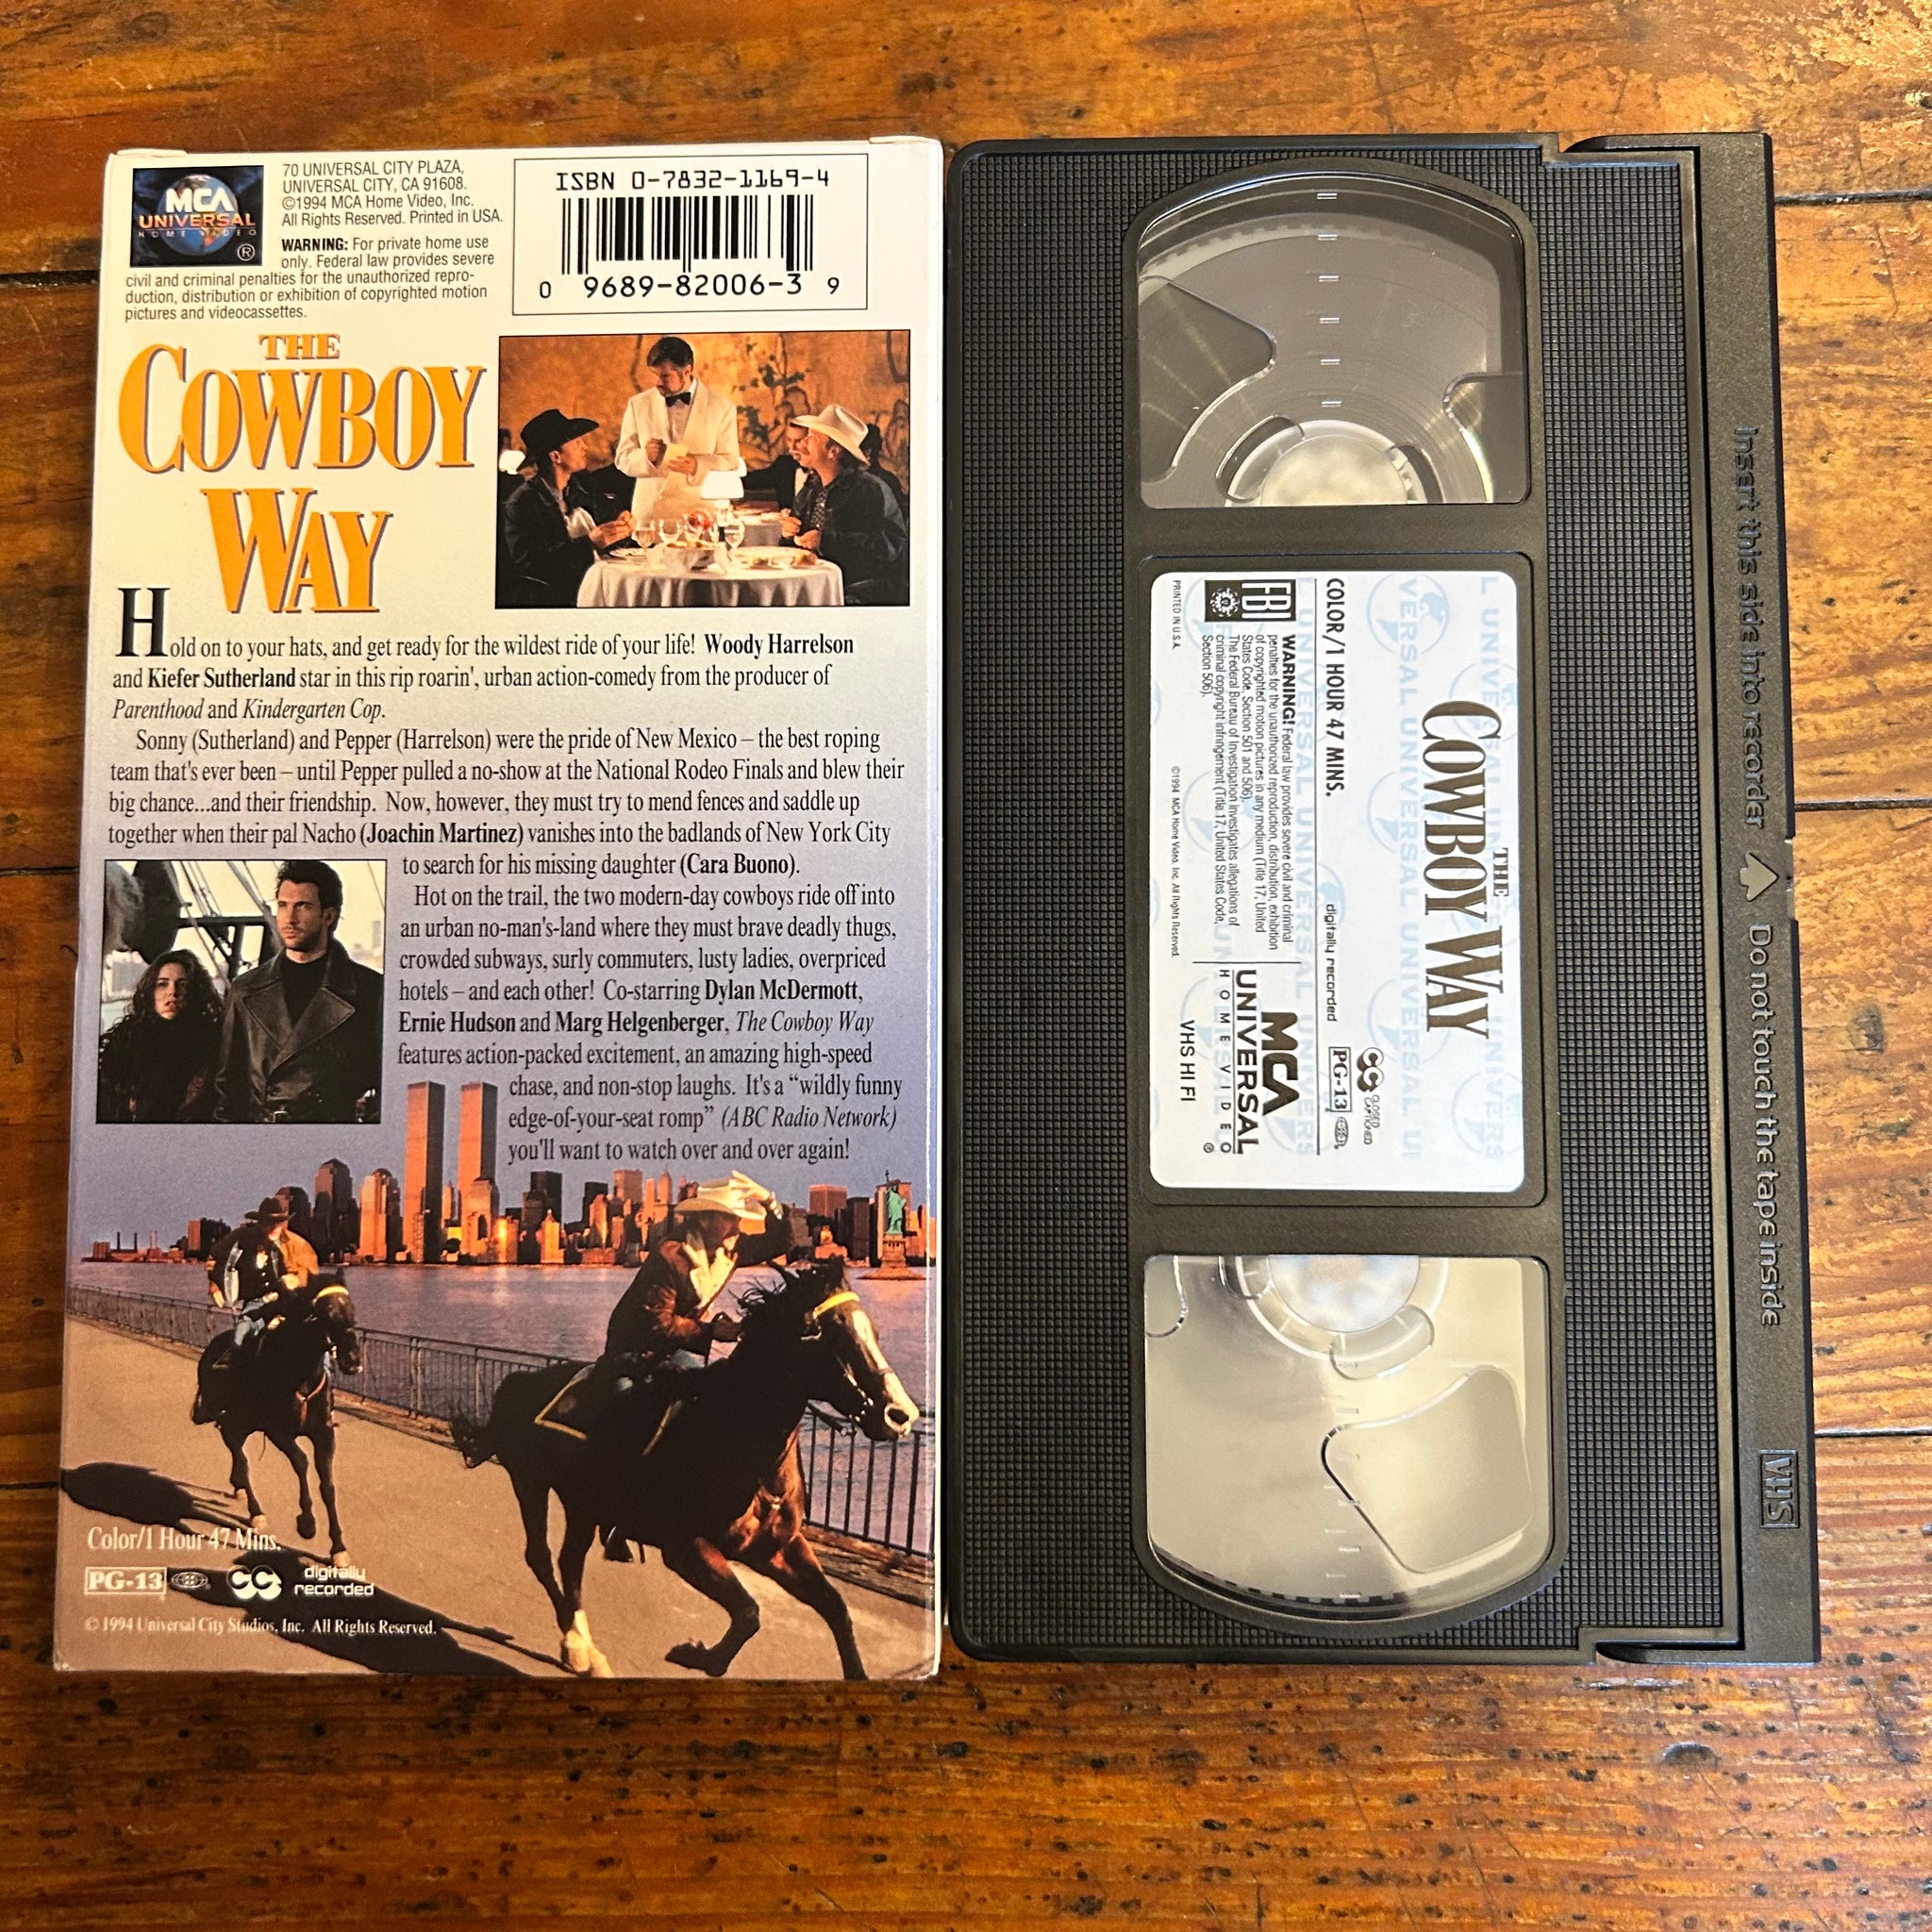 MCA
UNIVERSAL
HOME VIDEO
®
70 UNIVERSAL CITY PLAZA,
UNIVERSAL CITY, CA 91608.
©1994 MCA Home Video, Inc.
All Rights Reserved. Printed in USA.
WARNING: For private home use
only. Federal law provides severe
civil and criminal penalties for the unauthorized repro-
duction, distribution or exhibition of copyrighted motion
pictures and videocassettes.
ISBN 0-7832-1169-4
0 9689-82006-3 9
THE
COWBOY
WAY
Hold on to your hats, and get ready for the wildest ride of your life! Woody Harrelson
and Kiefer Sutherland star in this rip roarin', urban action-comedy from the producer of
Parenthood and Kindergarten Cop.
Sonny (Sutherland) and Pepper (Harrelson) were the pride of New Mexico – the best roping
team that's ever been – until Pepper pulled a no-show at the National Rodeo Finals and blew their
big chance...and their friendship. Now, however, they must try to mend fences and saddle up
together when their pal Nacho (Joachin Martinez) vanishes into the badlands of New York City
to search for his missing daughter (Cara Buono).
Hot on the trail, the two modern-day cowboys ride off into
an urban no-man's-land where they must brave deadly thugs,
crowded subways, surly commuters, lusty ladies, overpriced
hotels – and each other! Co-starring Dylan McDermott,
Ernie Hudson and Marg Helgenberger, The Cowboy Way
features action-packed excitement, an amazing high-speed
chase, and non-stop laughs. It's a “wildly funny
edge-of-your-seat romp” (ABC Radio Network)
you'll want to watch over and over again!
Color/1 Hour 47 Mins.
PG-13
CC
digitally
recorded
© 1994 Universal City Studios, Inc. All Rights Reserved.
THE
COWBOY WAY
COLOR/1 HOUR 47 MINS.
digitally recorded
PG-13
CC
CLOSED
CAPTIONED
FBI
WARNING! Federal law provides severe civil and criminal
penalties for the unauthorized reproduction, distribution, exhibition
of copyrighted motion pictures in any medium (Title 17, United
States Code, Section 501 and 506).
The Federal Bureau of Investigation investigates allegations of
criminal copyright infringement (Title 17, United States Code,
Section 506).
MCA
UNIVERSAL
HOME VIDEO
®
VHS HI FI
PRINTED IN U.S.A.
©1994 MCA Home Video, Inc. All Rights Reserved.
Insert this side into recorder
Do not touch the tape inside
VHS